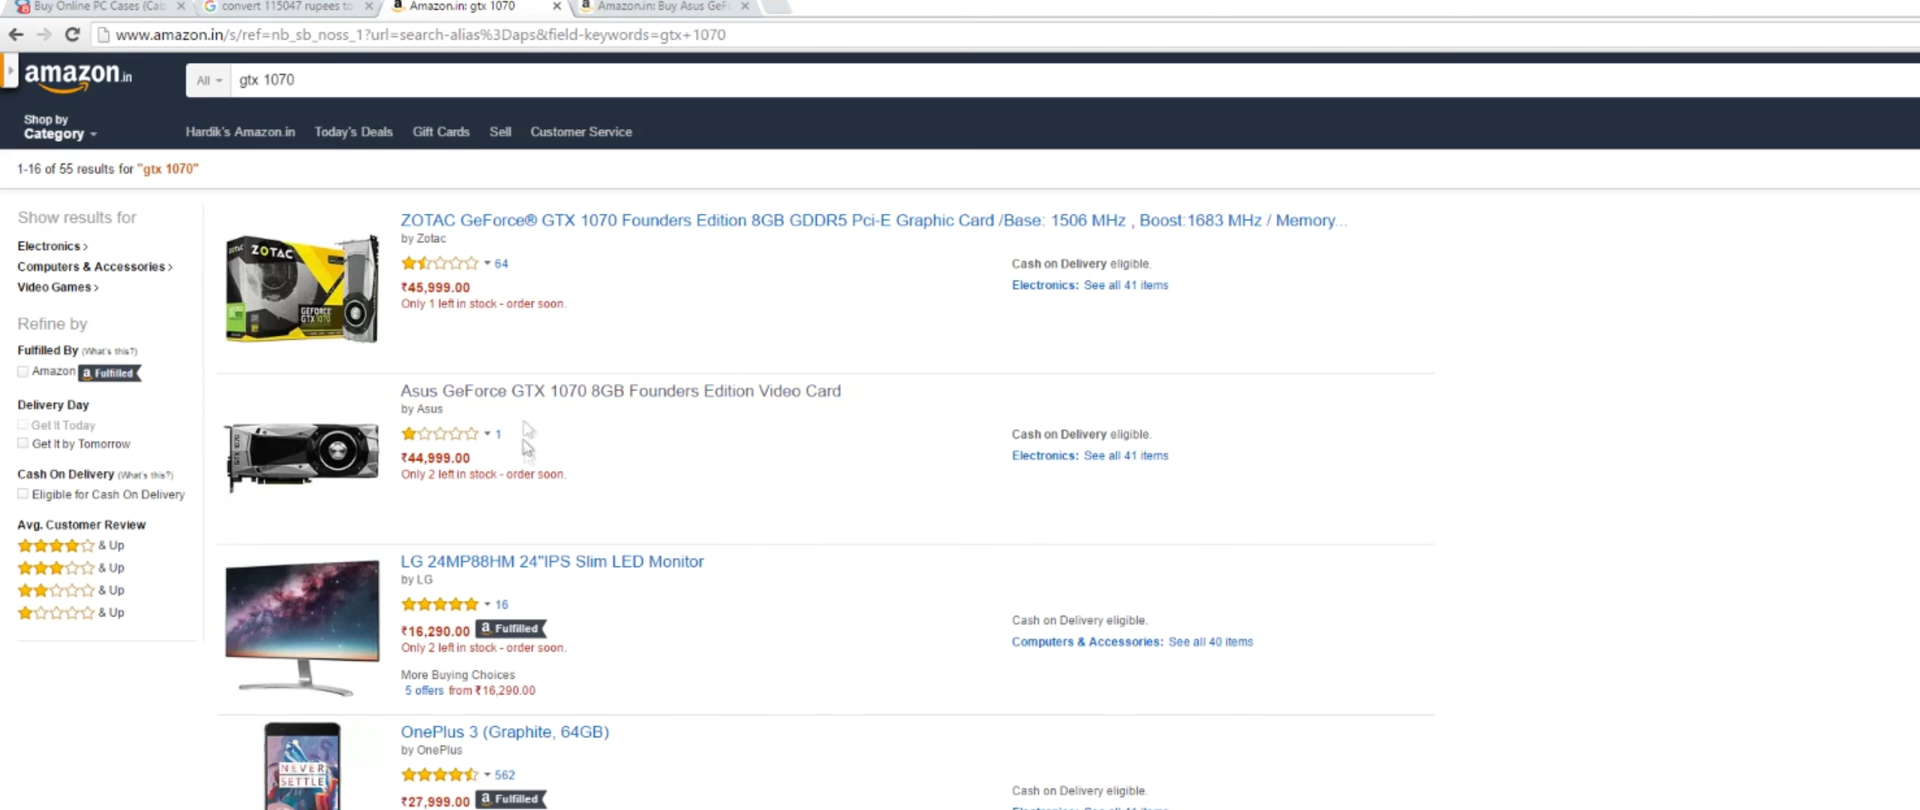 Buy Online PC Cases (Cab
convert 115047 rupees to
Amazon.in: gtx 1070
Amazon.in: Buy Asus GeF
www.amazon.in/s/ref=nb_sb_noss_1?url=search-alias%3Daps&field-keywords=gtx+1070
amazon.in
All
gtx 1070
Shop by
Category
Hardik's Amazon.in Today's Deals Gift Cards Sell Customer Service
1-16 of 55 results for "gtx 1070"
Show results for
Electronics
Computers & Accessories
Video Games
Refine by
Fulfilled By (What's this?)
Amazon a Fulfilled
Delivery Day
Get It Today
Get It by Tomorrow
Cash On Delivery (What's this?)
Eligible for Cash On Delivery
Avg. Customer Review
& Up
& Up
& Up
& Up
ZOTAC
GEFORCE
GTX 1070
ZOTAC GeForce® GTX 1070 Founders Edition 8GB GDDR5 Pci-E Graphic Card /Base: 1506 MHz , Boost:1683 MHz / Memory...
by Zotac
64
₹45,999.00
Only 1 left in stock - order soon.
Cash on Delivery eligible.
Electronics: See all 41 items
Asus GeForce GTX 1070 8GB Founders Edition Video Card
by Asus
1
₹44,999.00
Only 2 left in stock - order soon.
Cash on Delivery eligible.
Electronics: See all 41 items
LG 24MP88HM 24"IPS Slim LED Monitor
by LG
16
₹16,290.00 a Fulfilled
Only 2 left in stock - order soon.
More Buying Choices
5 offers from ₹16,290.00
Cash on Delivery eligible.
Computers & Accessories: See all 40 items
NEVER
SETTLE
OnePlus 3 (Graphite, 64GB)
by OnePlus
562
₹27,999.00 a Fulfilled
Cash on Delivery eligible.